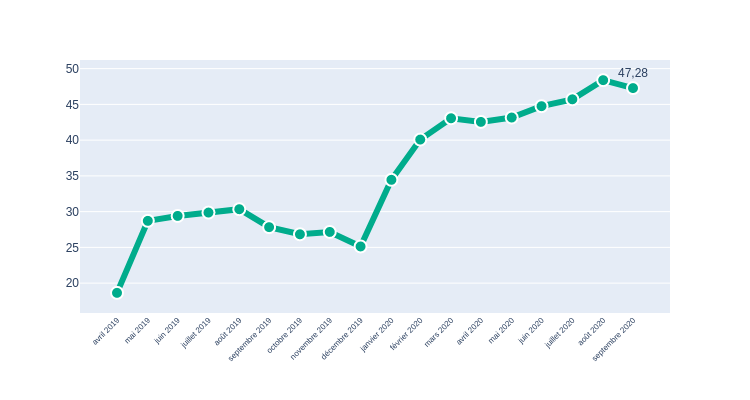 50
47,28
45
40
35
30
25
20
avril 2019
mai 2019
juin 2019
juillet 2019
août 2019
septembre 2019
octobre 2019
novembre 2019
décembre 2019
janvier 2020
février 2020
mars 2020
avril 2020
mai 2020
juin 2020
juillet 2020
août 2020
septembre 2020